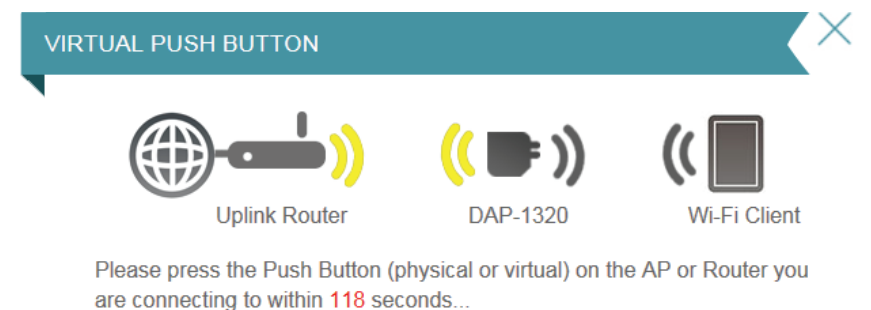 VIRTUAL PUSH BUTTON
Uplink Router
DAP-1320
Wi-Fi Client
Please press the Push Button (physical or virtual) on the AP or Router you
are connecting to within 118 seconds...